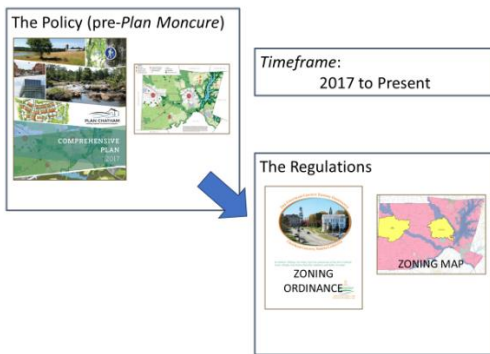 The Policy (pre-Plan Moncure)
PLAN CHATHAM
COMPREHENSIVE
PLAN
2017
Timeframe:
2017 to Present
The Regulations
ZONING
ORDINANCE
ZONING MAP